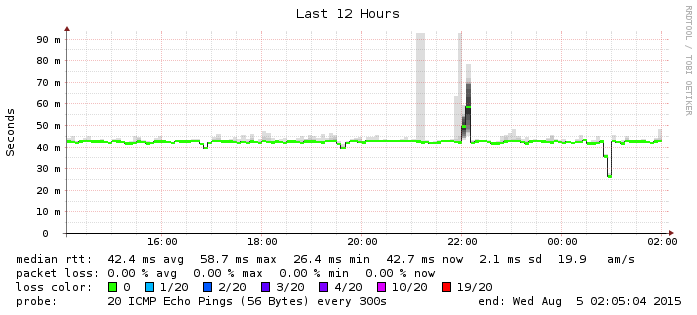 Last 12 Hours
RRDTOOL / TOBI OETIKER
Seconds
90 m
80 m
70 m
60 m
50 m
40 m
30 m
20 m
10 m
0
16:00 18:00 20:00 22:00 00:00 02:00
median rtt: 42.4 ms avg 58.7 ms max 26.4 ms min 42.7 ms now 2.1 ms sd 19.9 am/s
packet loss: 0.00 % avg 0.00 % max 0.00 % min 0.00 % now
loss color: 0 1/20 2/20 3/20 4/20 10/20 19/20
probe: 20 ICMP Echo Pings (56 Bytes) every 300s end: Wed Aug 5 02:05:04 2015